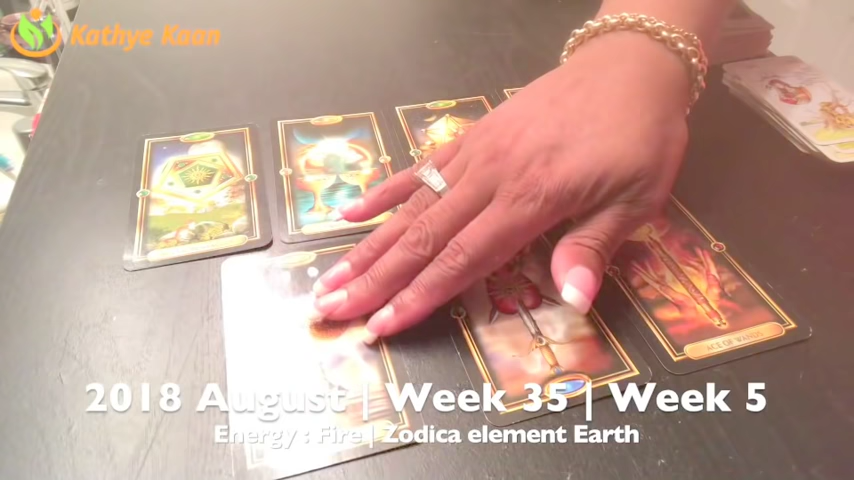 Kathye Kaan
ACE OF WANDS
2018 August | Week 35 | Week 5
Energy : Fire | Zodica element Earth